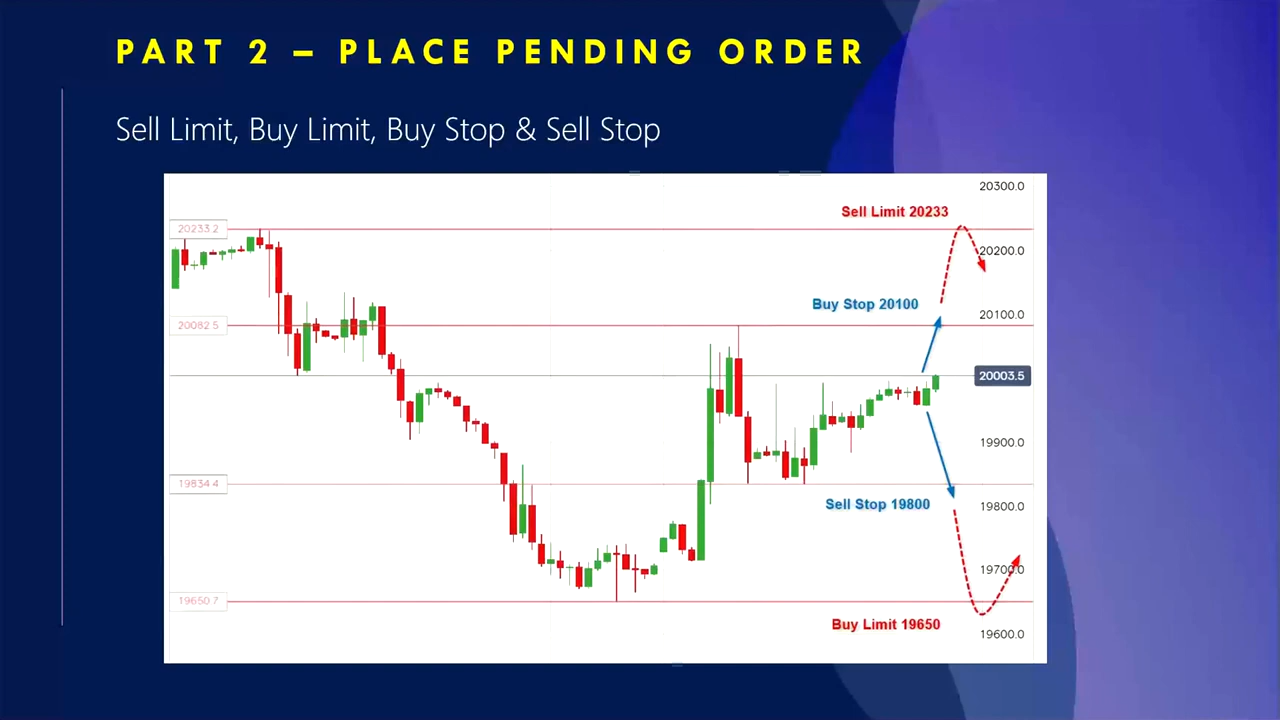 PART 2 – PLACE PENDING ORDER
Sell Limit, Buy Limit, Buy Stop & Sell Stop
20300.0
Sell Limit 20233
20233.2
20200.0
Buy Stop 20100
20100.0
20082.5
20003.5
19900.0
19834.4
Sell Stop 19800
19800.0
19700.0
19650.7
Buy Limit 19650
19600.0